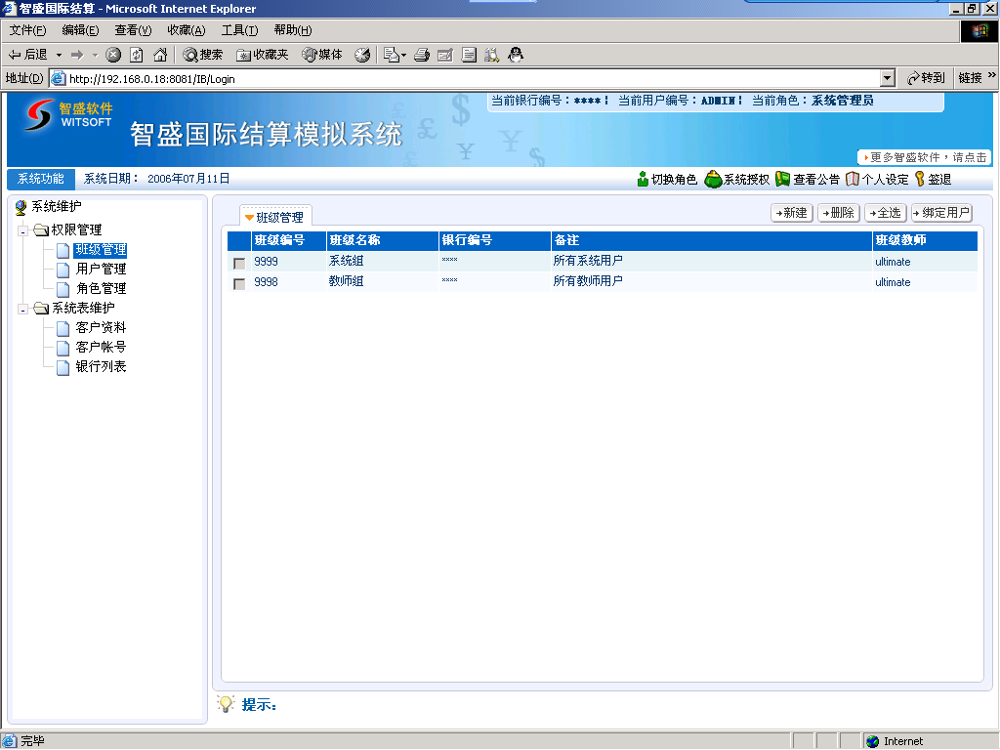 智盛国际结算 - Microsoft Internet Explorer
文件(F) 编辑(E) 查看(V) 收藏(A) 工具(T) 帮助(H)
后退 搜索 收藏夹 媒体
地址(D) http://192.168.0.18:8081/IB/Login 转到 链接 »
当前银行编号：****¦ 当前用户编号：ADMIN¦ 当前角色：系统管理员
智盛软件
WITSOFT
智盛国际结算模拟系统
更多智盛软件，请点击
系统功能 系统日期： 2006年07月11日 切换角色 系统授权 查看公告 个人设定 签退
系统维护
权限管理
班级管理
用户管理
角色管理
系统表维护
客户资料
客户帐号
银行列表
班级管理 新建 删除 全选 绑定用户
班级编号 班级名称 银行编号 备注 班级教师
9999 系统组 **** 所有系统用户 ultimate
9998 教师组 **** 所有教师用户 ultimate
提示:
完毕 Internet